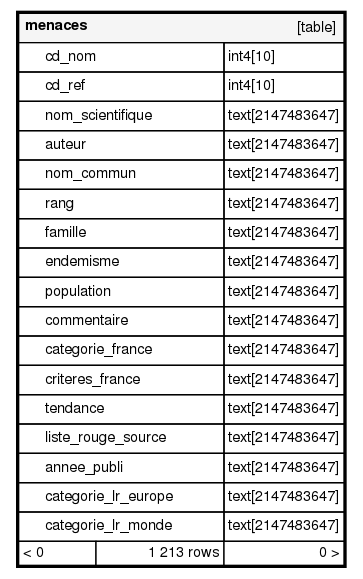 menaces [table]
cd_nom int4[10]
cd_ref int4[10]
nom_scientifique text[2147483647]
auteur text[2147483647]
nom_commun text[2147483647]
rang text[2147483647]
famille text[2147483647]
endemisme text[2147483647]
population text[2147483647]
commentaire text[2147483647]
categorie_france text[2147483647]
criteres_france text[2147483647]
tendance text[2147483647]
liste_rouge_source text[2147483647]
annee_publi text[2147483647]
categorie_lr_europe text[2147483647]
categorie_lr_monde text[2147483647]
< 0 1 213 rows 0 >